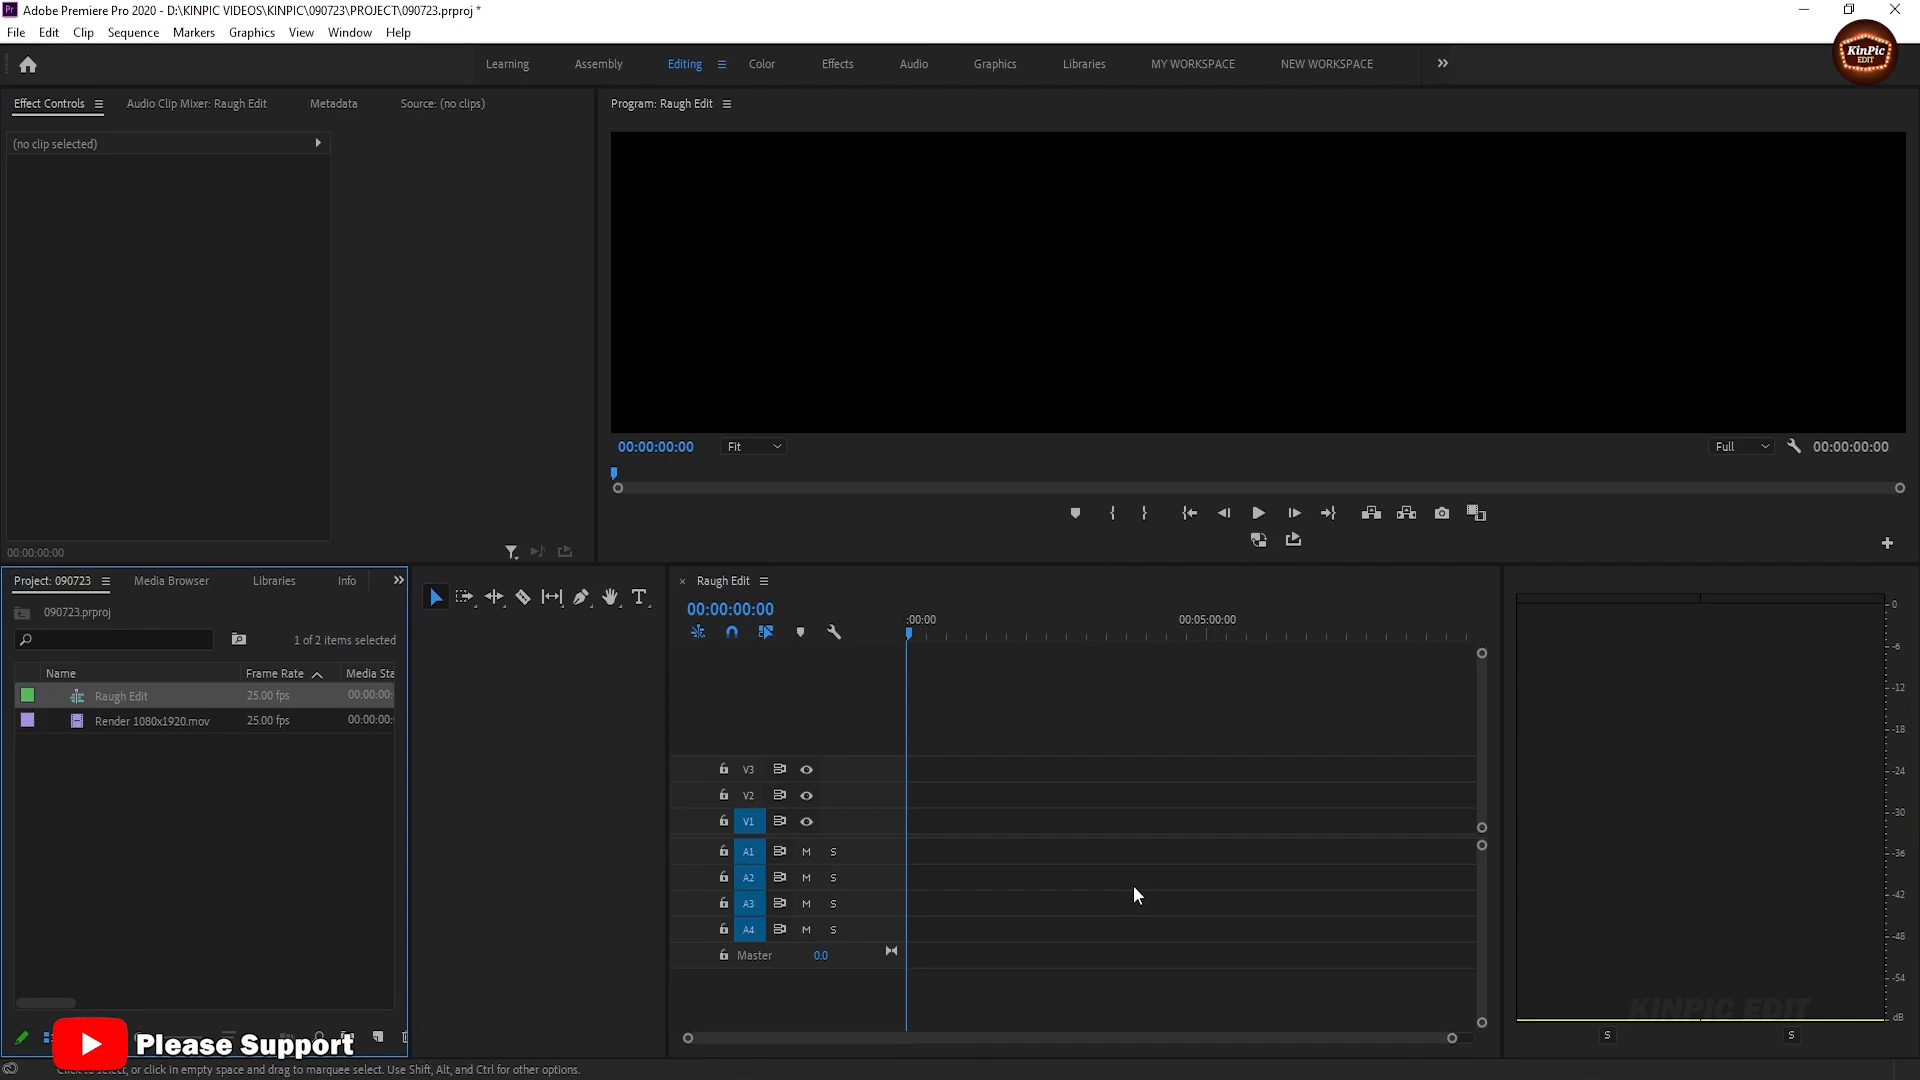 Adobe Premiere Pro 2020 - D:\KINPIC VIDEOS\KINPIC\090723\PROJECT\090723.prproj *
File Edit Clip Sequence Markers Graphics View Window Help
Learning Assembly Editing Color Effects Audio Graphics Libraries MY WORKSPACE NEW WORKSPACE
KinPic
EDIT
Effect Controls Audio Clip Mixer: Raugh Edit Metadata Source: (no clips)
Program: Raugh Edit
(no clip selected)
00:00:00:00 Fit Full 00:00:00:00
00:00:00:00
Project: 090723 Media Browser Libraries Info
090723.prproj
1 of 2 items selected
Name Frame Rate Media Sta
Raugh Edit 25.00 fps 00:00:00:
Render 1080x1920.mov 25.00 fps 00:00:00:
Raugh Edit
00:00:00:00
:00:00 00:05:00:00
V3
V2
V1
A1 M S
A2 M S
A3 M S
A4 M S
Master 0.0
0
-6
-12
-18
-24
-30
-36
-42
-48
-54
dB
KINPIC EDIT
S S
Please Support
Click to select, or click in empty space and drag to marquee select. Use Shift, Alt, and Ctrl for other options.